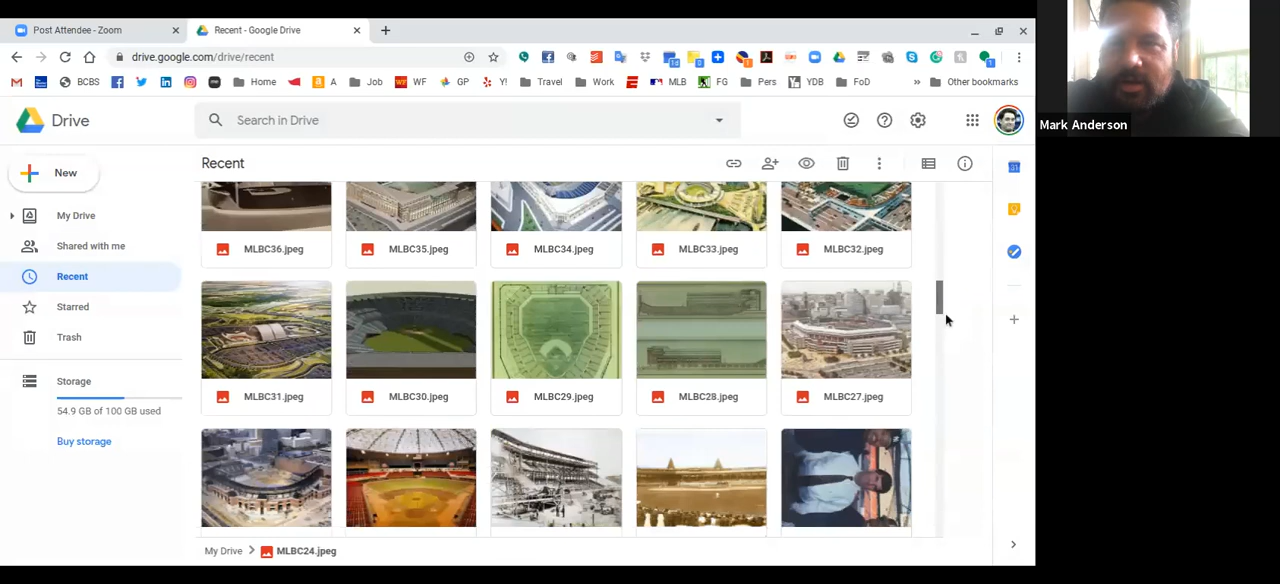 Post Attendee - Zoom
Recent - Google Drive
drive.google.com/drive/recent
BCBS
Home
A
Job
WF
GP
Y!
Travel
Work
MLB
FG
Pers
YDB
FoD
Other bookmarks
Drive
Search in Drive
Mark Anderson
New
Recent
My Drive
Shared with me
Recent
Starred
Trash
Storage
54.9 GB of 100 GB used
Buy storage
MLBC36.jpeg
MLBC35.jpeg
MLBC34.jpeg
MLBC33.jpeg
MLBC32.jpeg
MLBC31.jpeg
MLBC30.jpeg
MLBC29.jpeg
MLBC28.jpeg
MLBC27.jpeg
My Drive > MLBC24.jpeg